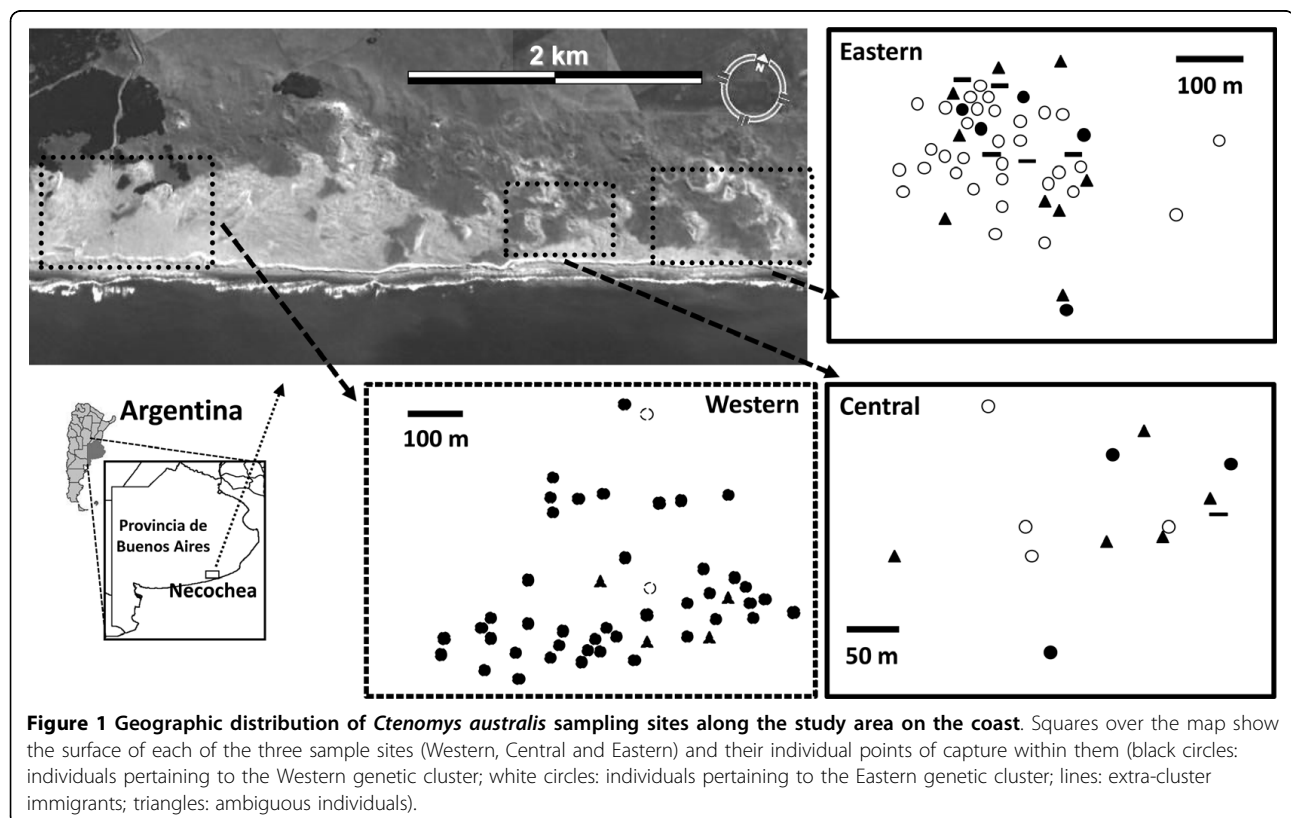 2 km
N
Eastern
100 m
Argentina
Provincia de
Buenos Aires
Necochea
Western
100 m
Central
50 m
Figure 1 Geographic distribution of Ctenomys australis sampling sites along the study area on the coast. Squares over the map show
the surface of each of the three sample sites (Western, Central and Eastern) and their individual points of capture within them (black circles:
individuals pertaining to the Western genetic cluster; white circles: individuals pertaining to the Eastern genetic cluster; lines: extra-cluster
immigrants; triangles: ambiguous individuals).